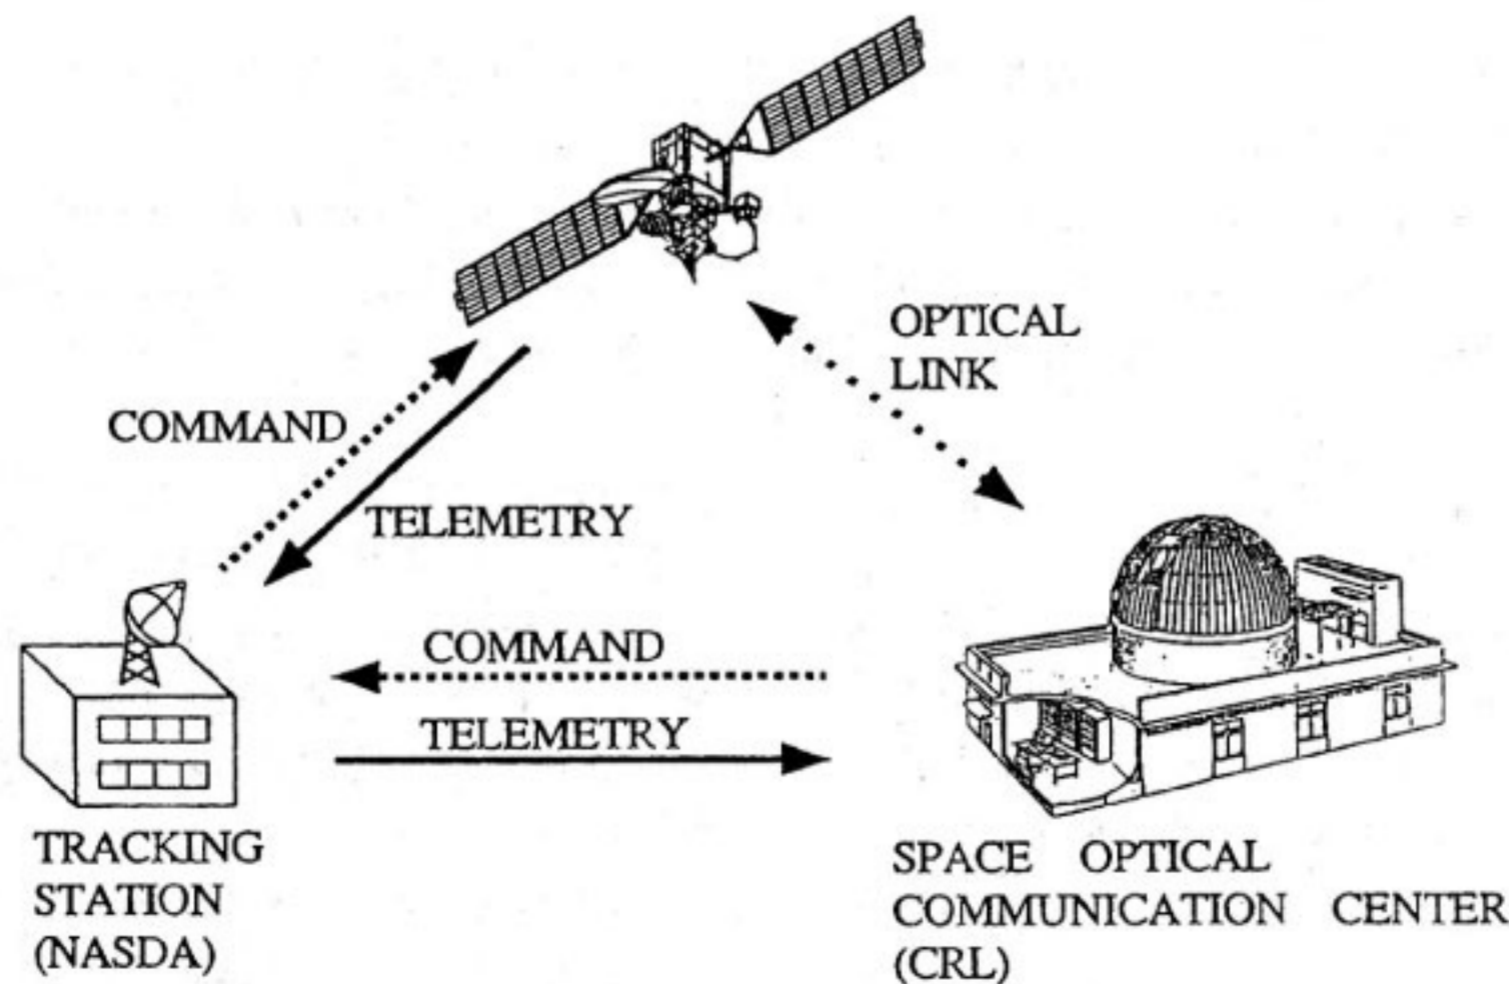 OPTICAL
LINK
COMMAND
TELEMETRY
COMMAND
TELEMETRY
TRACKING
STATION
(NASDA)
SPACE OPTICAL
COMMUNICATION CENTER
(CRL)